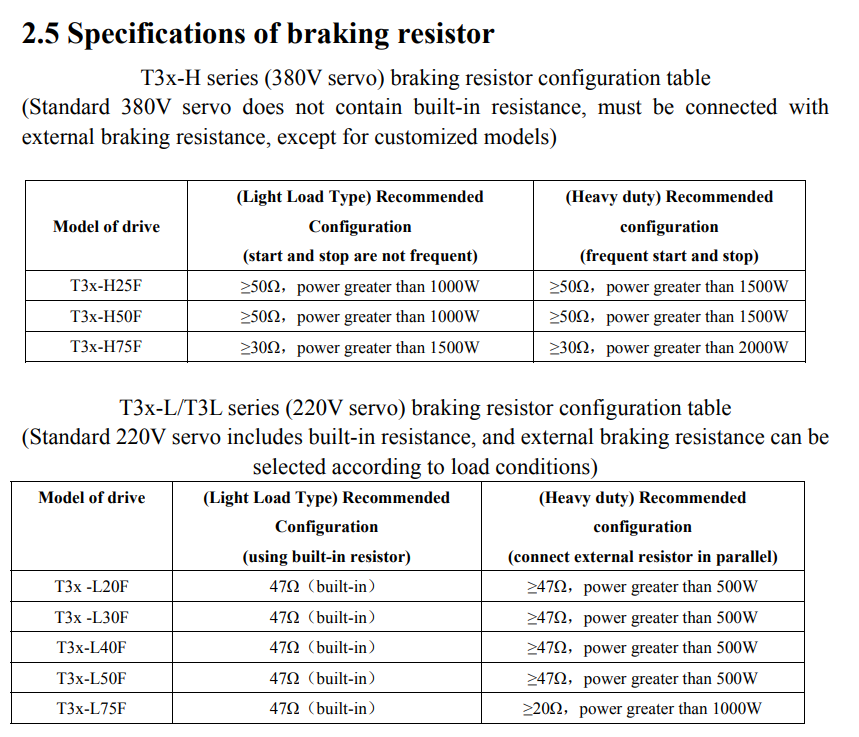 2.5 Specifications of braking resistor
T3x-H series (380V servo) braking resistor configuration table
(Standard 380V servo does not contain built-in resistance, must be connected with
external braking resistance, except for customized models)
Model of drive
(Light Load Type) Recommended
Configuration
(start and stop are not frequent)
(Heavy duty) Recommended
configuration
(frequent start and stop)
T3x-H25F ≥50Ω，power greater than 1000W ≥50Ω，power greater than 1500W
T3x-H50F ≥50Ω，power greater than 1000W ≥50Ω，power greater than 1500W
T3x-H75F ≥30Ω，power greater than 1500W ≥30Ω，power greater than 2000W
T3x-L/T3L series (220V servo) braking resistor configuration table
(Standard 220V servo includes built-in resistance, and external braking resistance can be
selected according to load conditions)
Model of drive
(Light Load Type) Recommended
Configuration
(using built-in resistor)
(Heavy duty) Recommended
configuration
(connect external resistor in parallel)
T3x -L20F 47Ω（built-in） ≥47Ω，power greater than 500W
T3x -L30F 47Ω（built-in） ≥47Ω，power greater than 500W
T3x-L40F 47Ω（built-in） ≥47Ω，power greater than 500W
T3x-L50F 47Ω（built-in） ≥47Ω，power greater than 500W
T3x-L75F 47Ω（built-in） ≥20Ω，power greater than 1000W